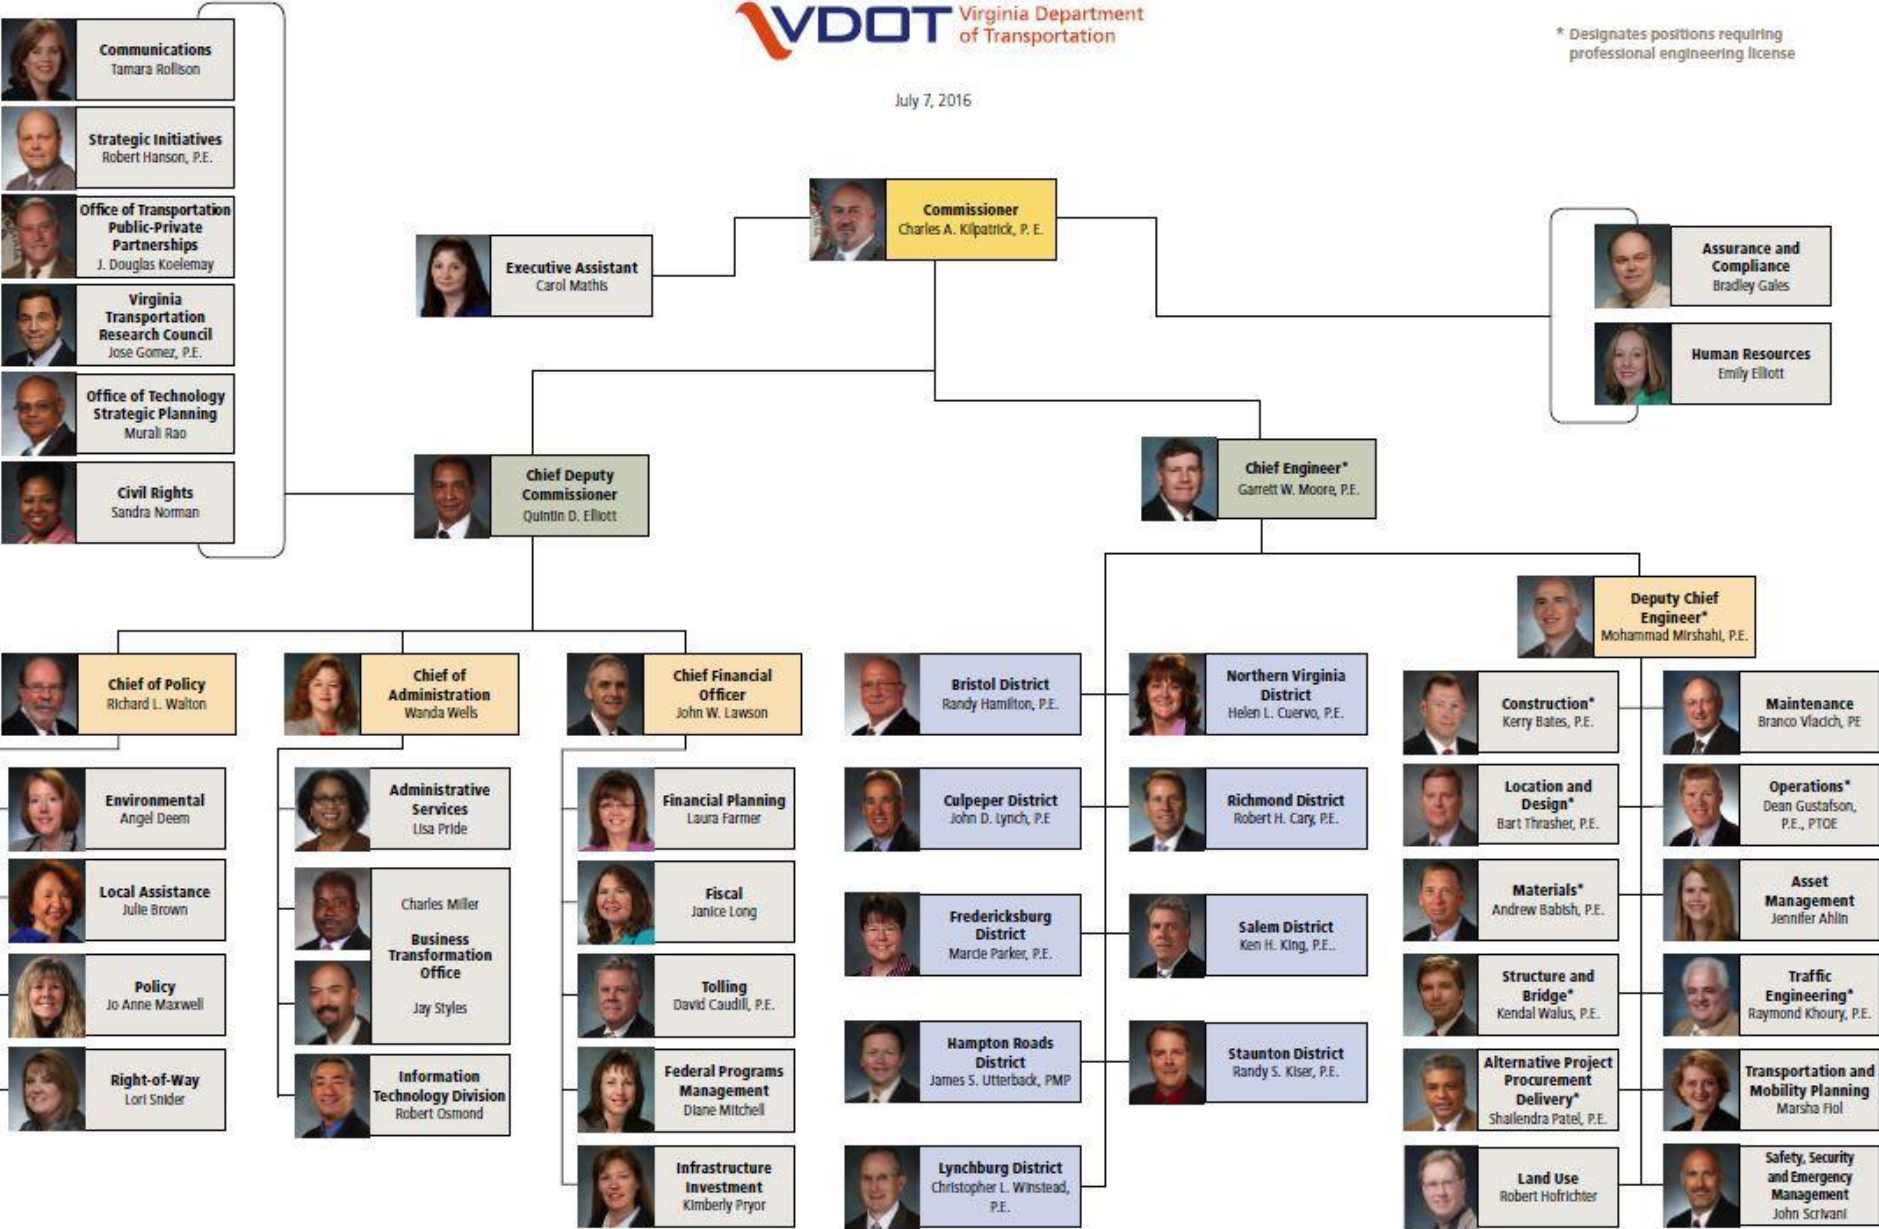 VDOT
Virginia Department
of Transportation
* Designates positions requiring
professional engineering license
July 7, 2016
Communications
Tamara Rollison
Strategic Initiatives
Robert Hanson, P.E.
Office of Transportation
Public-Private
Partnerships
J. Douglas Koelemay
Virginia
Transportation
Research Council
Jose Gomez, P.E.
Office of Technology
Strategic Planning
Murali Rao
Civil Rights
Sandra Norman
Commissioner
Charles A. Kilpatrick, P. E.
Executive Assistant
Carol Mathis
Assurance and
Compliance
Bradley Gales
Human Resources
Emily Elliott
Chief Deputy
Commissioner
Quintin D. Elliott
Chief Engineer*
Garrett W. Moore, P.E.
Deputy Chief
Engineer*
Mohammad Mirshahi, P.E.
Chief of Policy
Richard L. Walton
Environmental
Angel Deem
Local Assistance
Julie Brown
Policy
Jo Anne Maxwell
Right-of-Way
Lori Snider
Chief of
Administration
Wanda Wells
Administrative
Services
Lisa Pride
Charles Miller
Business
Transformation
Office
Jay Styles
Information
Technology Division
Robert Osmond
Chief Financial
Officer
John W. Lawson
Financial Planning
Laura Farmer
Fiscal
Janice Long
Tolling
David Caudill, P.E.
Federal Programs
Management
Diane Mitchell
Infrastructure
Investment
Kimberly Pryor
Bristol District
Randy Hamilton, P.E.
Northern Virginia
District
Helen L. Cuervo, P.E.
Culpeper District
John D. Lynch, P.E
Richmond District
Robert H. Cary, P.E.
Fredericksburg
District
Marcie Parker, P.E.
Salem District
Ken H. King, P.E..
Hampton Roads
District
James S. Utterback, PMP
Staunton District
Randy S. Kiser, P.E.
Lynchburg District
Christopher L. Winstead,
P.E.
Construction*
Kerry Bates, P.E.
Maintenance
Branco Vlacich, PE
Location and
Design*
Bart Thrasher, P.E.
Operations*
Dean Gustafson,
P.E., PTOE
Materials*
Andrew Babish, P.E.
Asset
Management
Jennifer Ahlin
Structure and
Bridge*
Kendal Walus, P.E.
Traffic
Engineering*
Raymond Khoury, P.E.
Alternative Project
Procurement
Delivery*
Shailendra Patel, P.E.
Transportation and
Mobility Planning
Marsha Fiol
Land Use
Robert Hofrichter
Safety, Security
and Emergency
Management
John Scrivani